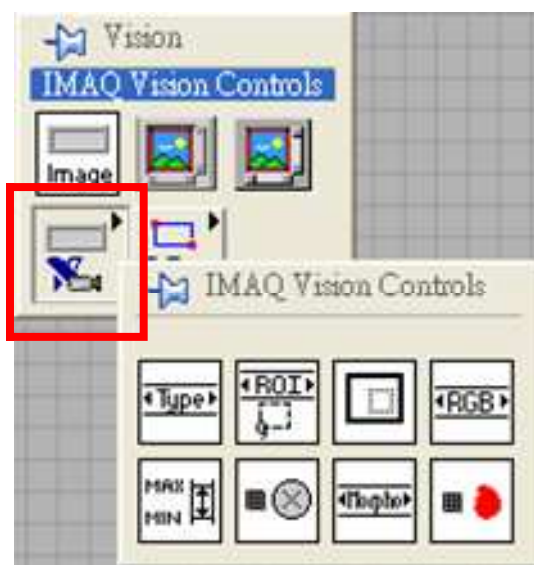 Vision
IMAQ Vision Controls
Image
IMAQ Vision Controls
Type
ROI
RGB
MAX
MIN
Morpho